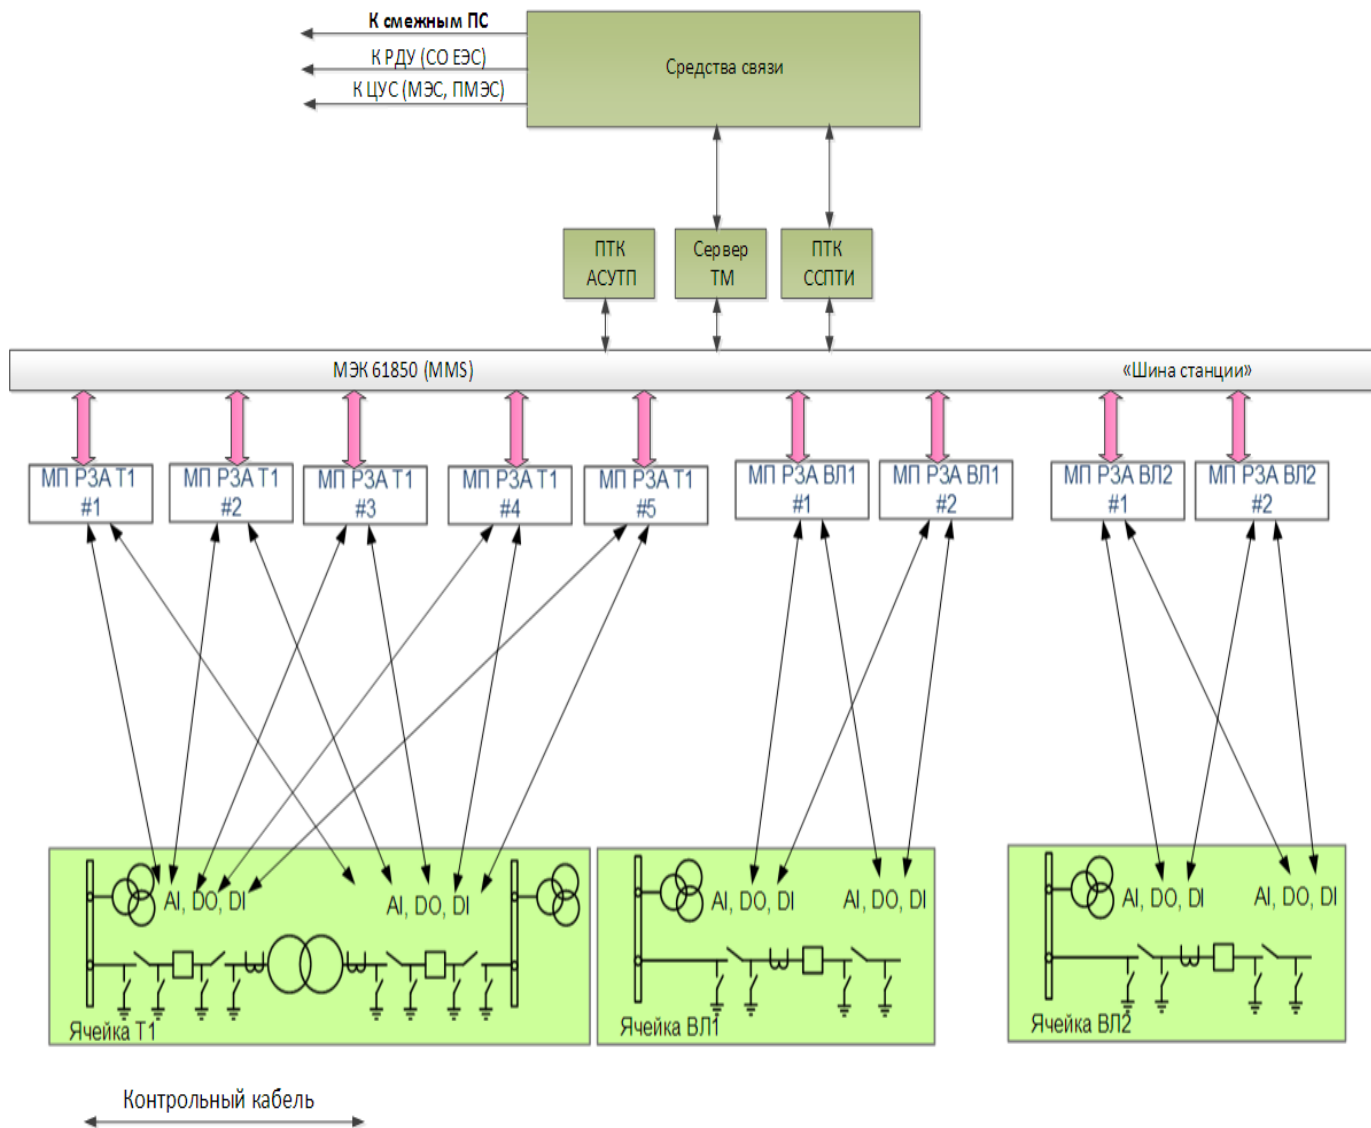 К смежным ПС
К РДУ (СО ЕЭС)
К ЦУС (МЭС, ПМЭС)
Средства связи
ПТК
АСУТП
Сервер
ТМ
ПТК
ССПТИ
МЭК 61850 (MMS)
«Шина станции»
МП РЗА Т1
#1
МП РЗА Т1
#2
МП РЗА Т1
#3
МП РЗА Т1
#4
МП РЗА Т1
#5
МП РЗА ВЛ1
#1
МП РЗА ВЛ1
#2
МП РЗА ВЛ2
#1
МП РЗА ВЛ2
#2
AI, DO, DI
AI, DO, DI
AI, DO, DI
AI, DO, DI
AI, DO, DI
AI, DO, DI
Ячейка Т1
Ячейка ВЛ1
Ячейка ВЛ2
Контрольный кабель